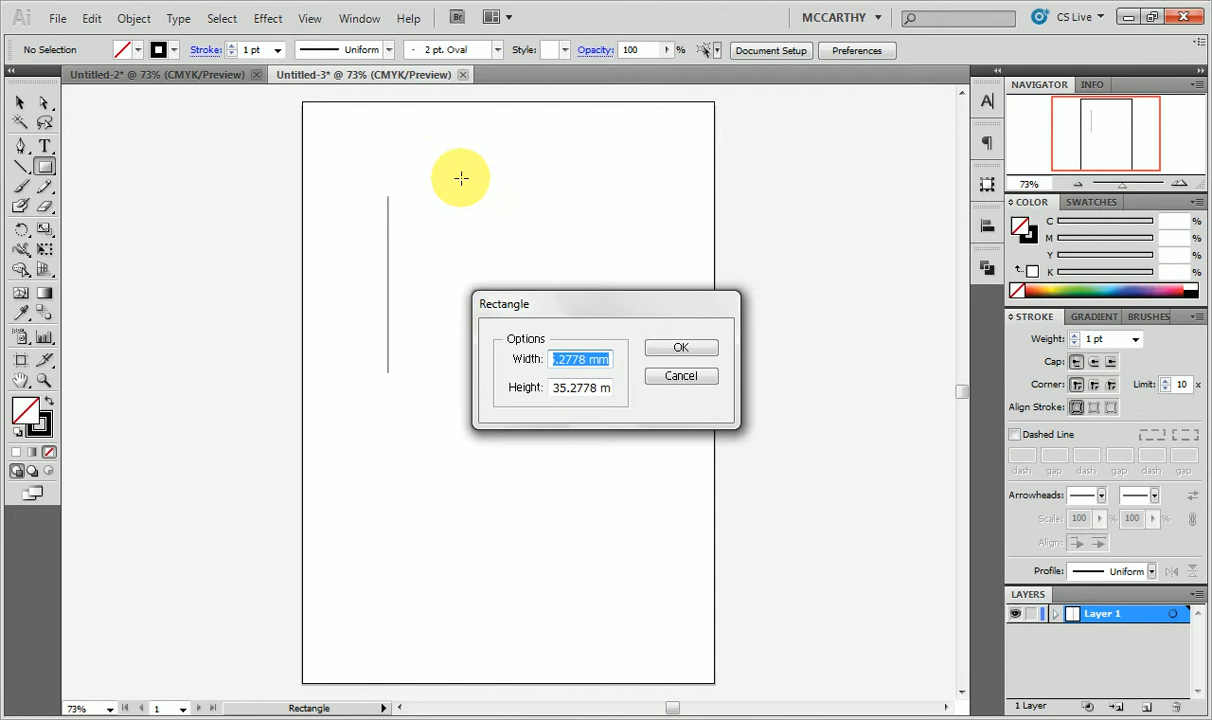 Ai File Edit Object Type Select Effect View Window Help Br MCCARTHY CS Live
No Selection Stroke: 1 pt Uniform 2 pt. Oval Style: Opacity: 100 % Document Setup Preferences
Untitled-2* @ 73% (CMYK/Preview) Untitled-3* @ 73% (CMYK/Preview)
NAVIGATOR INFO
73%
COLOR SWATCHES
C %
M %
Y %
K %
STROKE GRADIENT BRUSHES
Weight: 1 pt
Cap:
Corner: Limit: 10 x
Align Stroke:
Dashed Line
dash gap dash gap dash gap
Arrowheads:
Scale: 100 % 100 %
Align:
Profile: Uniform
LAYERS
Layer 1
1 Layer
Rectangle
Options
Width: .2778 mm
Height: 35.2778 m
OK
Cancel
73% 1 Rectangle